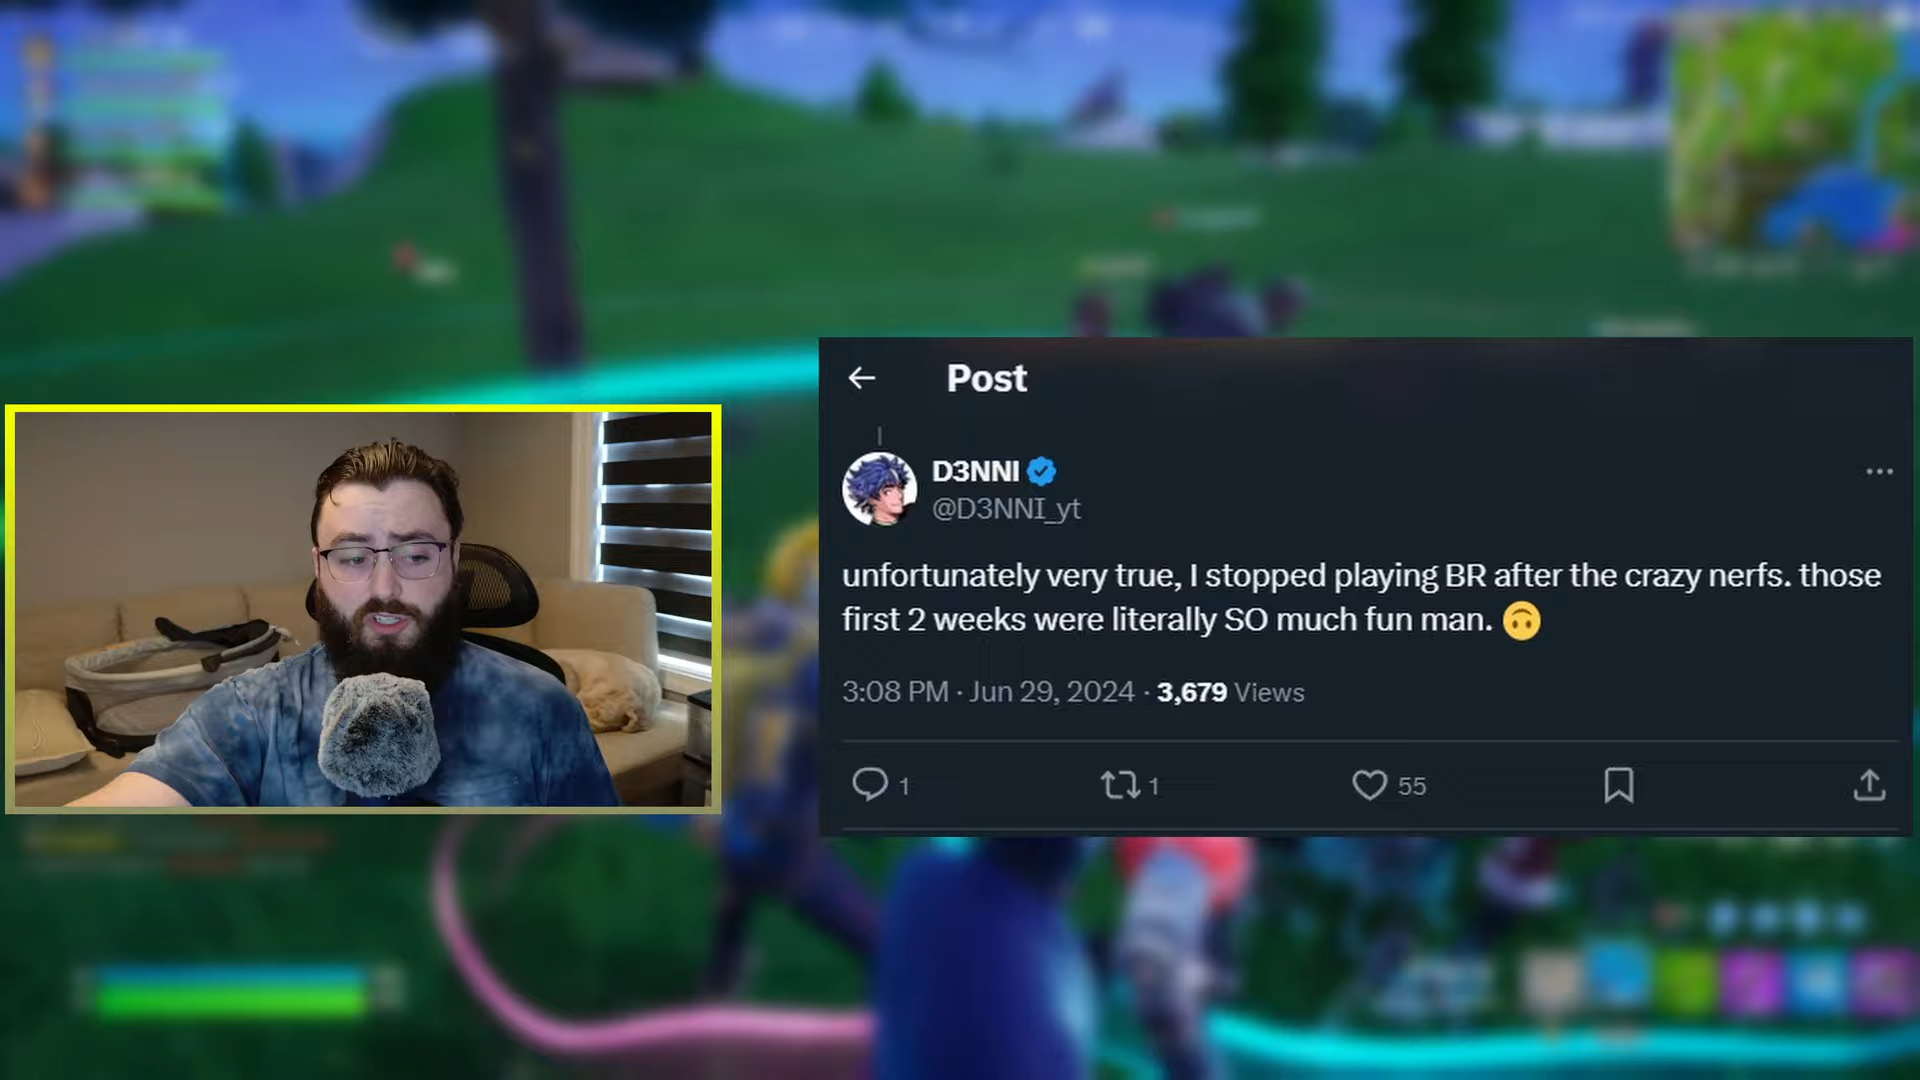 Post
D3NNI
@D3NNI_yt
unfortunately very true, I stopped playing BR after the crazy nerfs. those
first 2 weeks were literally SO much fun man. 🙃
3:08 PM · Jun 29, 2024 · 3,679 Views
1
1
55